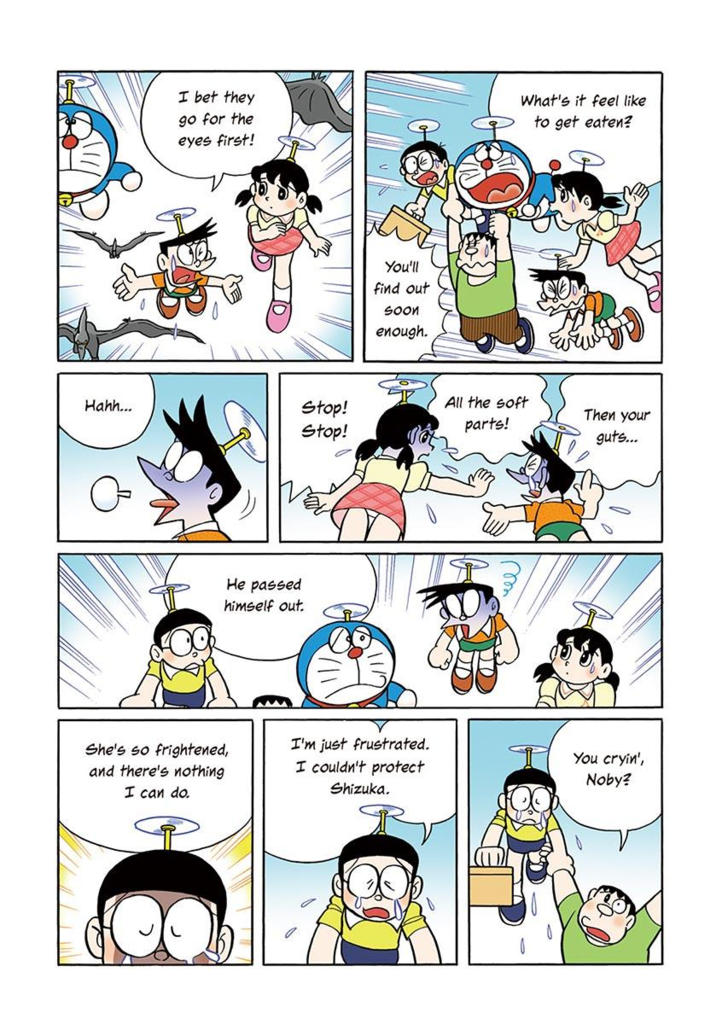 I bet they
go for the
eyes first!
What's it feel like
to get eaten?
You'll
find out
soon
enough.
Hahh...
Stop!
Stop!
All the soft
parts!
Then your
guts...
He passed
himself out.
She's so frightened,
and there's nothing
I can do.
I'm just frustrated.
I couldn't protect
Shizuka.
You cryin',
Noby?